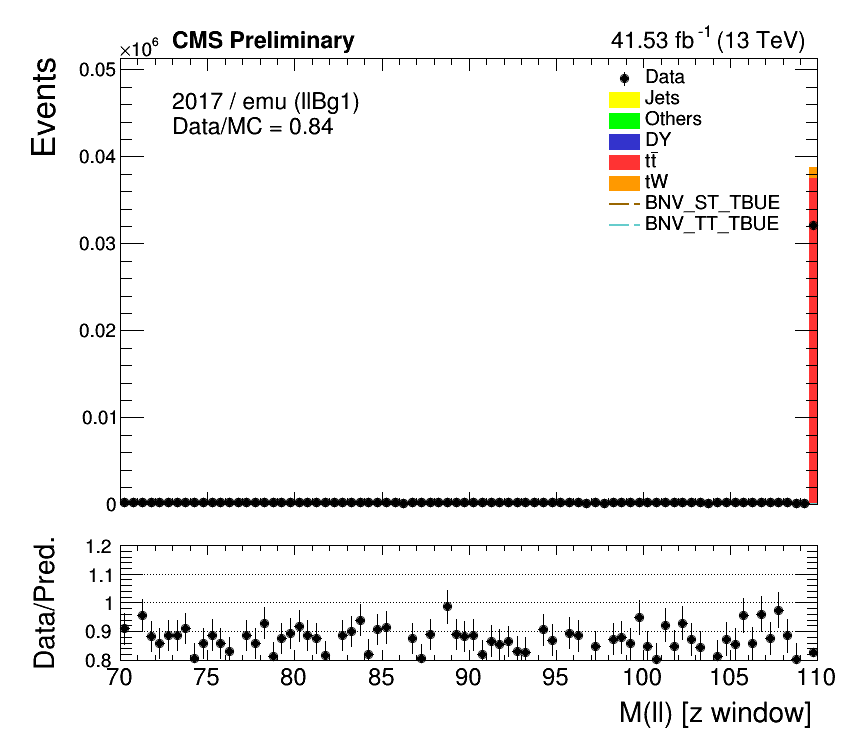 ×10⁶ CMS Preliminary 41.53 fb⁻¹ (13 TeV)
Events
2017 / emu (llBg1)
Data/MC = 0.84
Data
Jets
Others
DY
tt̄
tW
BNV_ST_TBUE
BNV_TT_TBUE
0.05
0.04
0.03
0.02
0.01
0
Data/Pred.
1.2
1.1
1
0.9
0.8
70 75 80 85 90 95 100 105 110
M(ll) [z window]